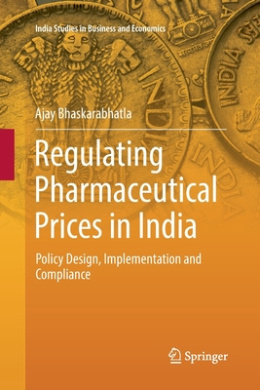 India Studies in Business and Economics
Ajay Bhaskarabhatla
Regulating
Pharmaceutical
Prices in India
Policy Design, Implementation and
Compliance
Springer